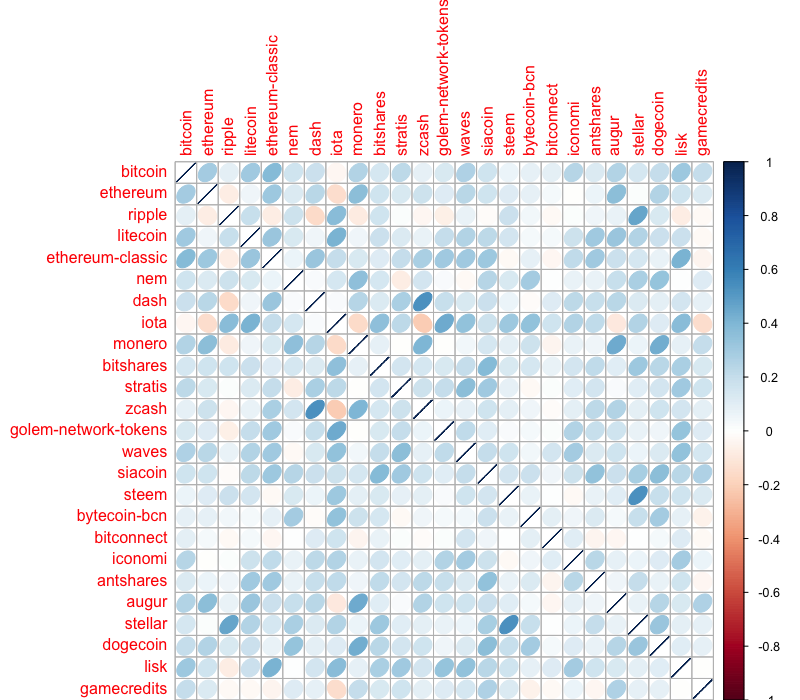 bitcoin
ethereum
ripple
litecoin
ethereum-classic
nem
dash
iota
monero
bitshares
stratis
zcash
golem-network-tokens
waves
siacoin
steem
bytecoin-bcn
bitconnect
iconomi
antshares
augur
stellar
dogecoin
lisk
gamecredits
bitcoin
ethereum
ripple
litecoin
ethereum-classic
nem
dash
iota
monero
bitshares
stratis
zcash
golem-network-tokens
waves
siacoin
steem
bytecoin-bcn
bitconnect
iconomi
antshares
augur
stellar
dogecoin
lisk
gamecredits
1
0.8
0.6
0.4
0.2
0
-0.2
-0.4
-0.6
-0.8
-1